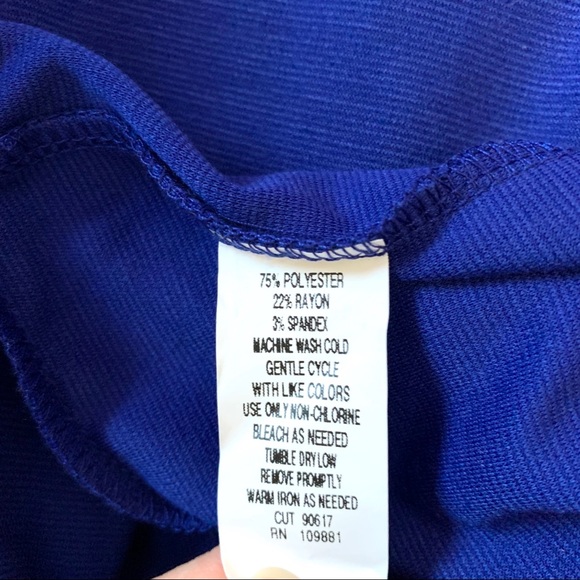 75% POLYESTER
22% RAYON
3% SPANDEX
MACHINE WASH COLD
GENTLE CYCLE
WITH LIKE COLORS
USE ONLY NON-CHLORINE
BLEACH AS NEEDED
TUMBLE DRY LOW
REMOVE PROMPTLY
WARM IRON AS NEEDED
CUT 90617
RN 109881